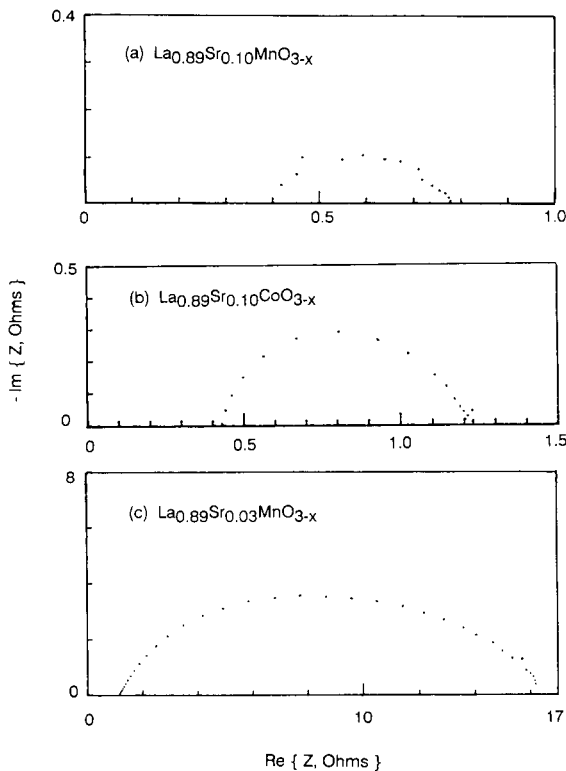 0.4
(a) La0.89Sr0.10MnO3-x
0 0.5 1.0
0.5
(b) La0.89Sr0.10CoO3-x
- Im { Z, Ohms }
0
0 0.5 1.0 1.5
8
(c) La0.89Sr0.03MnO3-x
0
0 10 17
Re { Z, Ohms }